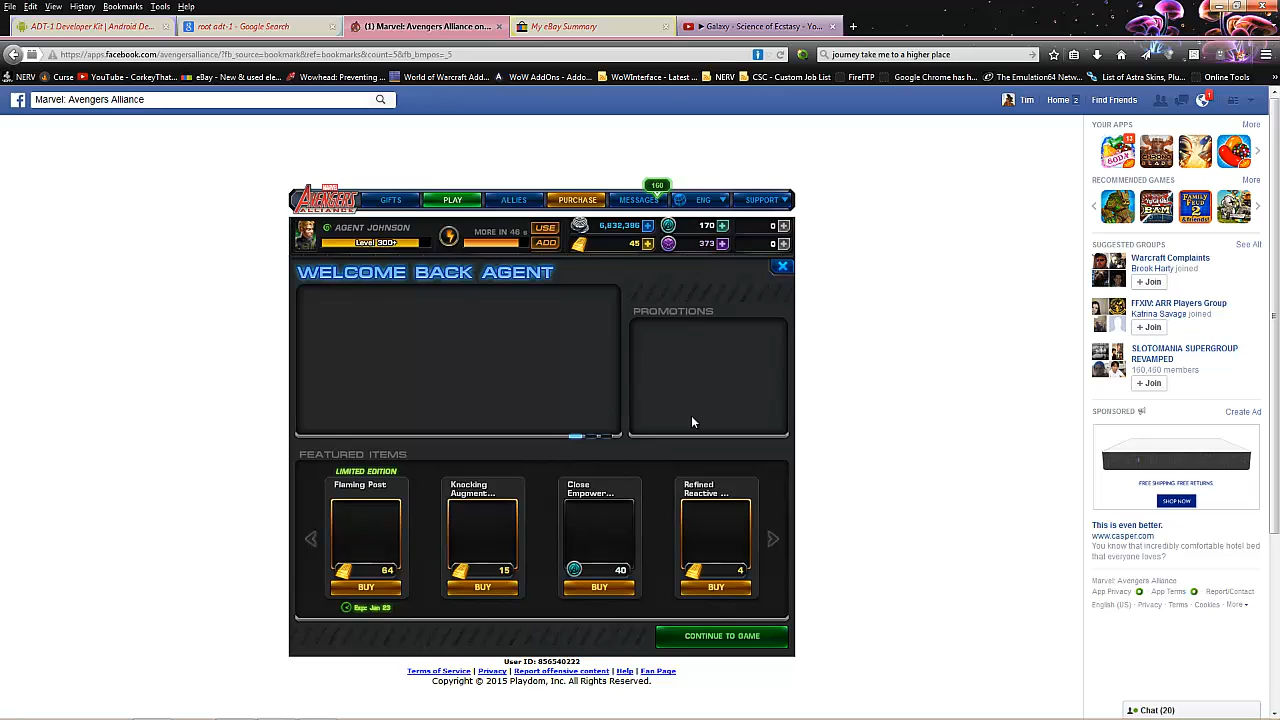 File Edit View History Bookmarks Tools Help
ADT-1 Developer Kit | Android De...
root adt-1 - Google Search
(1) Marvel: Avengers Alliance on...
My eBay Summary
Galaxy - Science of Ecstasy - Yo...
https://apps.facebook.com/avengersalliance/?fb_source=bookmark&ref=bookmarks&count=5&fb_bmpos=_5
journey take me to a higher place
NERV Curse YouTube - CorkeyThat... eBay - New & used ele... Wowhead: Preventing ... World of Warcraft Add... WoW AddOns - Addo... WoWInterface - Latest ... NERV CSC - Custom Job List FireFTP Google Chrome has h... The Emulation64 Netw... List of Astra Skins, Plu... Online Tools
Marvel: Avengers Alliance
Tim Home 2 Find Friends 1
YOUR APPS More
13
RECOMMENDED GAMES More
SUGGESTED GROUPS See All
Warcraft Complaints
Brook Harty joined
+ Join
FFXIV: ARR Players Group
Katrina Savage joined
+ Join
SLOTOMANIA SUPERGROUP REVAMPED
160,460 members
+ Join
SPONSORED Create Ad
FREE SHIPPING. FREE RETURNS.
SHOP NOW
This is even better.
www.casper.com
You know that incredibly comfortable hotel bed
that everyone loves?
Marvel: Avengers Alliance
App Privacy App Terms Report/Contact
English (US) · Privacy · Terms · Cookies · More
Chat (20)
160
MARVEL AVENGERS ALLIANCE
GIFTS PLAY ALLIES PURCHASE MESSAGES ENG SUPPORT
AGENT JOHNSON
Level 300+
MORE IN 46 s
USE
ADD
6,832,386 170 0
45 373 0
WELCOME BACK AGENT
PROMOTIONS
FEATURED ITEMS
LIMITED EDITION
Flaming Post
64
BUY
Exp: Jan 23
Knocking Augment...
15
BUY
Close Empower...
40
BUY
Refined Reactive ...
4
BUY
CONTINUE TO GAME
User ID: 856540222
Terms of Service | Privacy | Report offensive content | Help | Fan Page
Copyright © 2015 Playdom, Inc. All Rights Reserved.